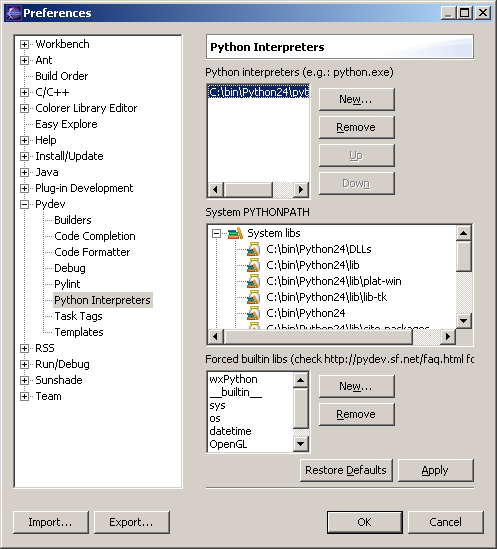 Preferences
Workbench
Ant
Build Order
C/C++
Colorer Library Editor
Easy Explore
Help
Install/Update
Java
Plug-in Development
Pydev
Builders
Code Completion
Code Formatter
Debug
Pylint
Python Interpreters
Task Tags
Templates
RSS
Run/Debug
Sunshade
Team
Python Interpreters
Python interpreters (e.g.: python.exe)
C:\bin\Python24\pyt
New...
Remove
Up
Down
System PYTHONPATH
System libs
C:\bin\Python24\DLLs
C:\bin\Python24\lib
C:\bin\Python24\lib\plat-win
C:\bin\Python24\lib\lib-tk
C:\bin\Python24
C:\bin\Python24\lib\site-packages
Forced builtin libs (check http://pydev.sf.net/faq.html fo
wxPython
__builtin__
sys
os
datetime
OpenGL
New...
Remove
Restore Defaults
Apply
Import...
Export...
OK
Cancel